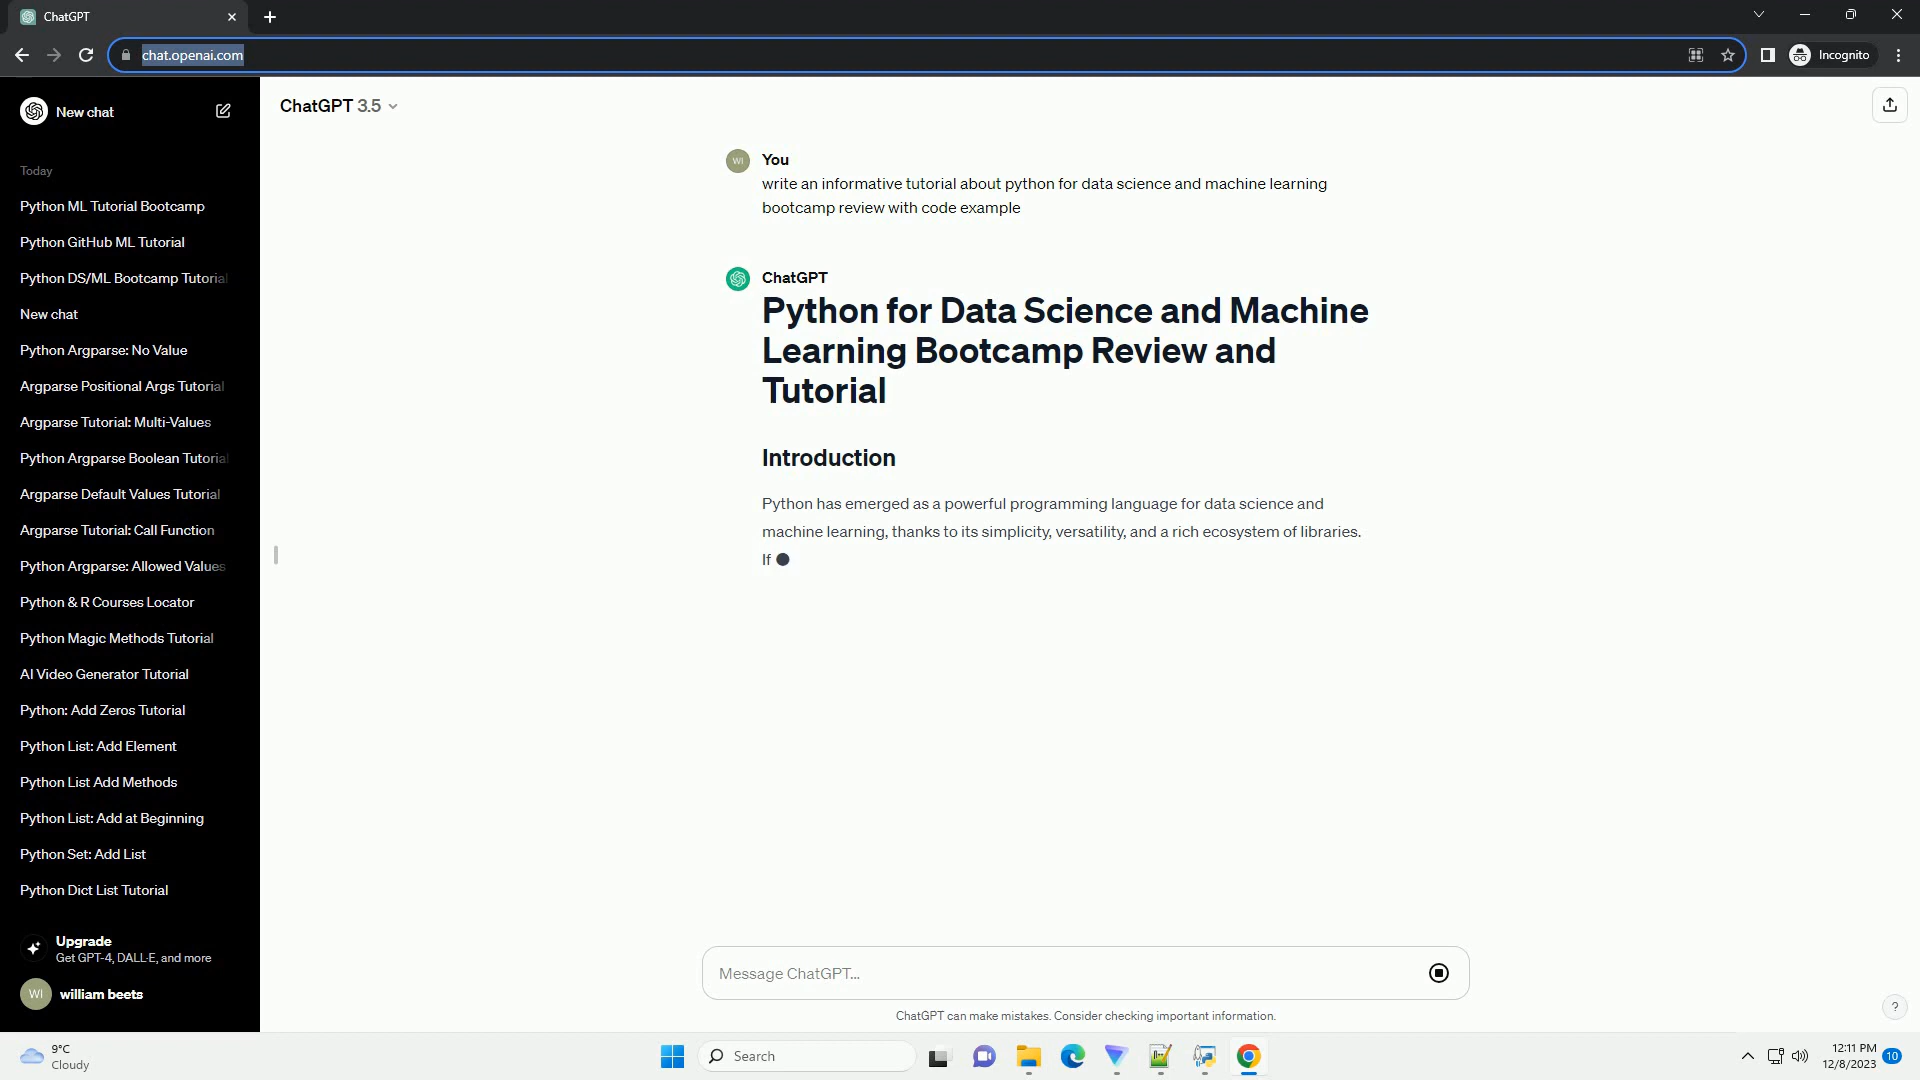 ChatGPT
chat.openai.com
Incognito
New chat
Today
Python ML Tutorial Bootcamp
Python GitHub ML Tutorial
Python DS/ML Bootcamp Tutorial
New chat
Python Argparse: No Value
Argparse Positional Args Tutorial
Argparse Tutorial: Multi-Values
Python Argparse Boolean Tutorial
Argparse Default Values Tutorial
Argparse Tutorial: Call Function
Python Argparse: Allowed Values
Python & R Courses Locator
Python Magic Methods Tutorial
AI Video Generator Tutorial
Python: Add Zeros Tutorial
Python List: Add Element
Python List Add Methods
Python List: Add at Beginning
Python Set: Add List
Python Dict List Tutorial
Upgrade
Get GPT-4, DALL·E, and more
WI
william beets
ChatGPT 3.5
WI
You
write an informative tutorial about python for data science and machine learning
bootcamp review with code example
ChatGPT
Python for Data Science and Machine
Learning Bootcamp Review and
Tutorial
Introduction
Python has emerged as a powerful programming language for data science and
machine learning, thanks to its simplicity, versatility, and a rich ecosystem of libraries.
If
Message ChatGPT...
ChatGPT can make mistakes. Consider checking important information.
?
9°C
Cloudy
Search
12:11 PM
12/8/2023
10